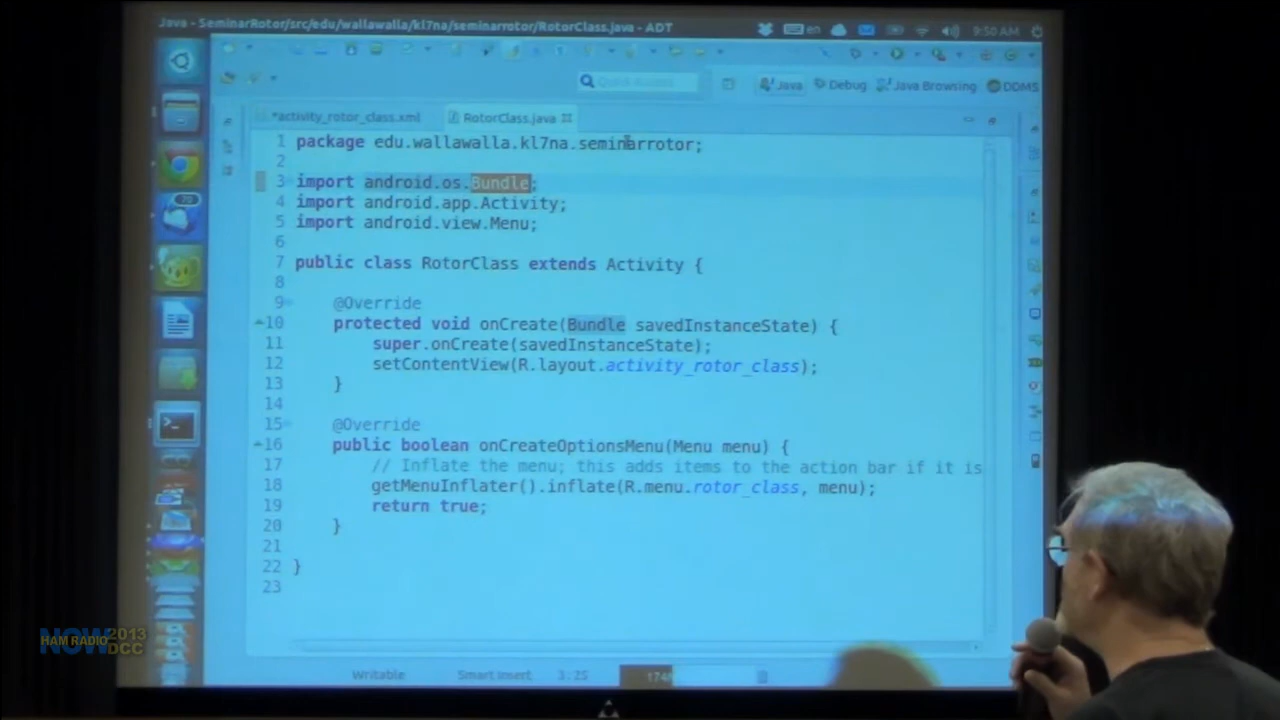 Java - SeminarRotor/src/edu/wallawalla/kl7na/seminarrotor/RotorClass.java - ADT
en
9:50 AM
Quick Access
Java
Debug
Java Browsing
DDMS
*activity_rotor_class.xml
RotorClass.java
1 package edu.wallawalla.kl7na.seminarrotor;
2
3 import android.os.Bundle;
4 import android.app.Activity;
5 import android.view.Menu;
6
7 public class RotorClass extends Activity {
8
9 @Override
10 protected void onCreate(Bundle savedInstanceState) {
11 super.onCreate(savedInstanceState);
12 setContentView(R.layout.activity_rotor_class);
13 }
14
15 @Override
16 public boolean onCreateOptionsMenu(Menu menu) {
17 // Inflate the menu; this adds items to the action bar if it is
18 getMenuInflater().inflate(R.menu.rotor_class, menu);
19 return true;
20 }
21
22 }
23
Writable
Smart Insert
3:25
HAM RADIO
NOW
2013
DCC